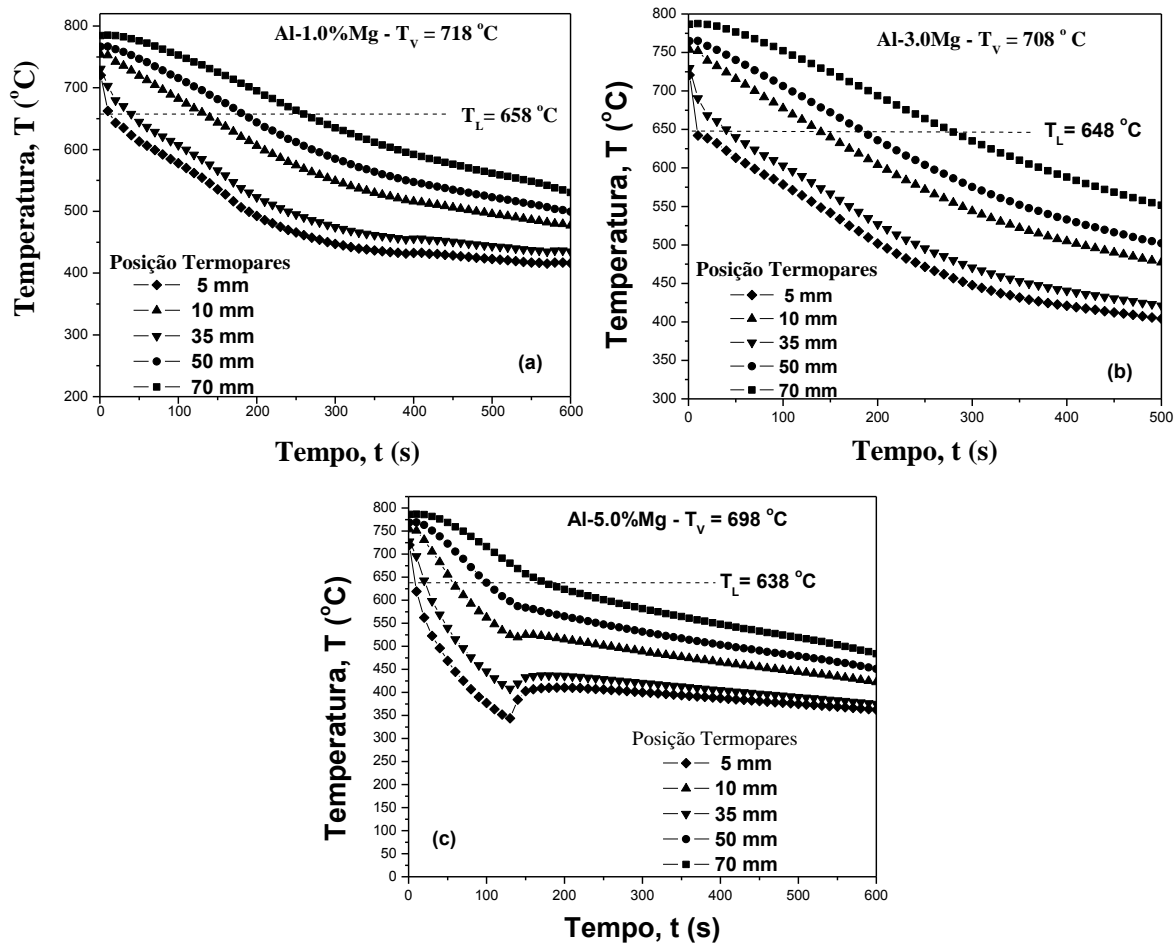 Al-1.0%Mg - TV = 718 °C
TL= 658 °C
Temperatura, T (°C)
800
700
600
500
400
300
200
Posição Termopares
5 mm
10 mm
35 mm
50 mm
70 mm
(a)
0 100 200 300 400 500 600
Tempo, t (s)
Al-3.0Mg - TV = 708 ° C
TL= 648 °C
Temperatura, T (°C)
800
750
700
650
600
550
500
450
400
350
300
Posição Termopares
5 mm
10 mm
35 mm
50 mm
70 mm
(b)
0 100 200 300 400 500
Tempo, t (s)
Al-5.0%Mg - TV = 698 °C
TL= 638 °C
Temperatura, T (°C)
800
750
700
650
600
550
500
450
400
350
300
250
200
150
100
50
0
Posição Termopares
5 mm
10 mm
35 mm
50 mm
70 mm
(c)
0 100 200 300 400 500 600
Tempo, t (s)